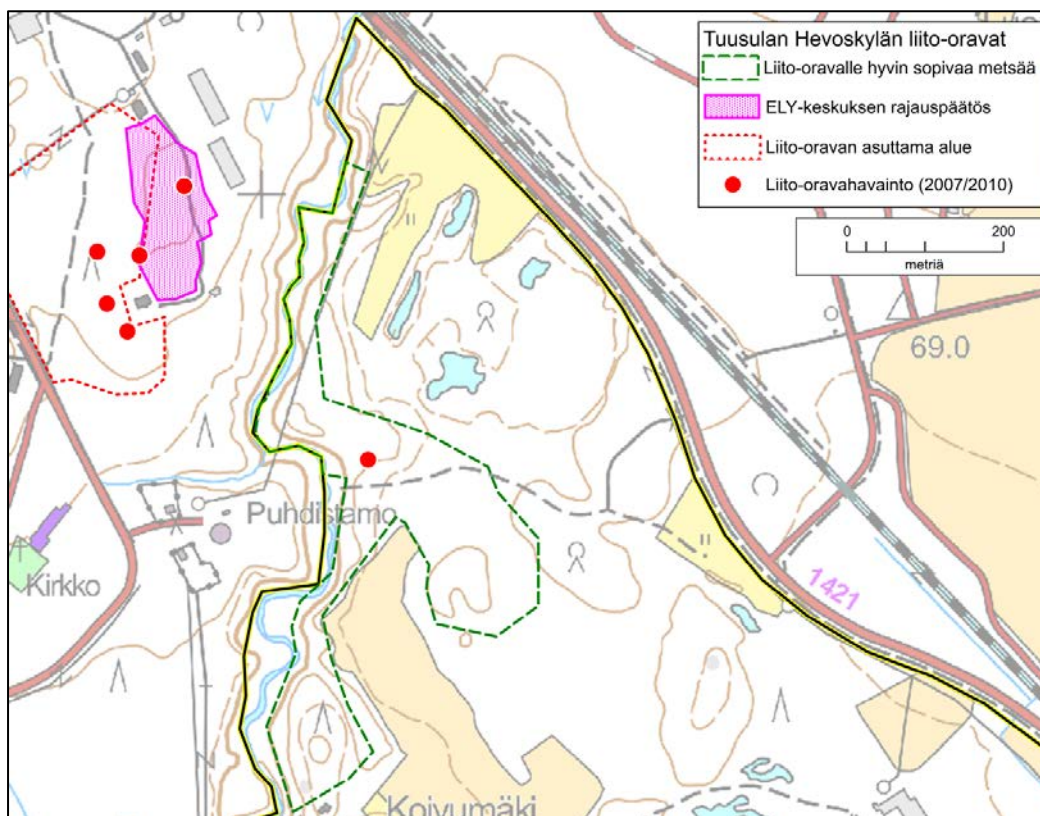 Tuusulan Hevoskylän liito-oravat
Liito-oravalle hyvin sopivaa metsää
ELY-keskuksen rajauspäätös
Liito-oravan asuttama alue
Liito-oravahavainto (2007/2010)
0 200
metriä
69.0
Puhdistamo
Kirkko
1421
Koivumäki